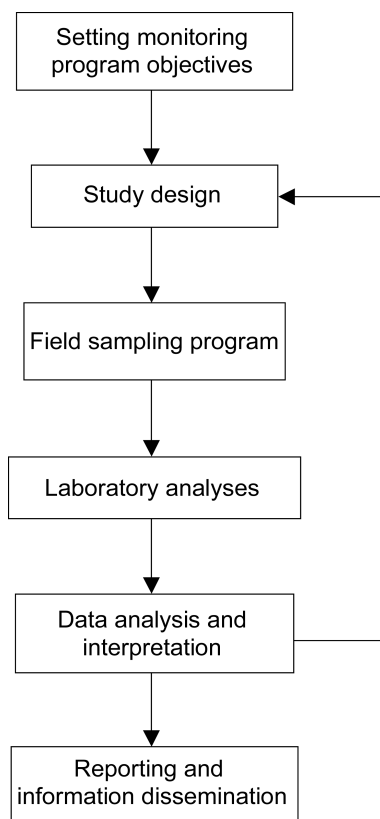 Setting monitoring
program objectives
Study design
Field sampling program
Laboratory analyses
Data analysis and
interpretation
Reporting and
information dissemination